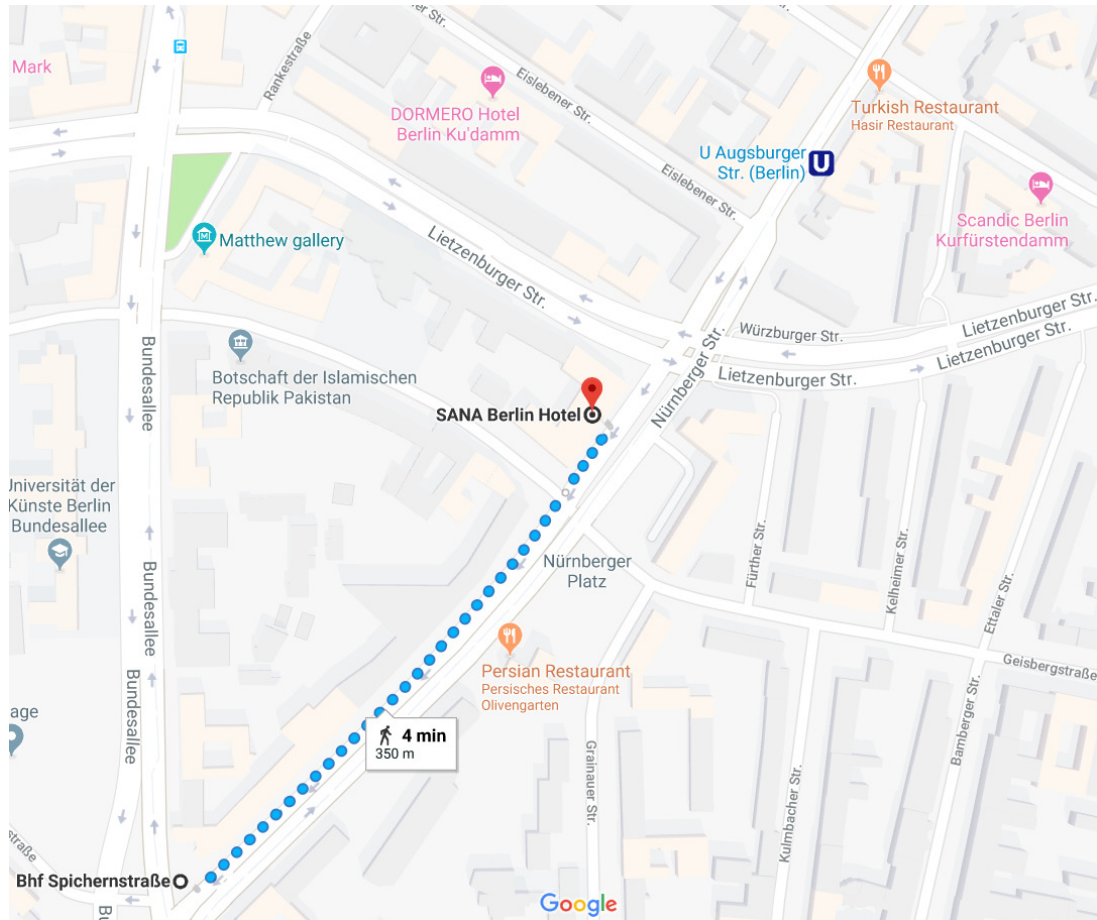 Mark
Rankestraße
Eislebener Str.
DORMERO Hotel
Berlin Ku'damm
Turkish Restaurant
Hasir Restaurant
U Augsburger
Str. (Berlin)
U
Eislebener Str.
Scandic Berlin
Kurfürstendamm
Matthew gallery
Lietzenburger Str.
Lietzenburger Str.
Würzburger Str.
Lietzenburger Str.
Lietzenburger Str.
Nürnberger Str.
Bundesallee
Botschaft der Islamischen
Republik Pakistan
SANA Berlin Hotel
Universität der
Künste Berlin
Bundesallee
Bundesallee
Nürnberger
Platz
Fürther Str.
Kelheimer Str.
Ettaler Str.
Geisbergstraße
Persian Restaurant
Persisches Restaurant
Olivengarten
Bundesallee
age
4 min
350 m
Grainauer Str.
Kulmbacher Str.
Bamberger Str.
straße
Bhf Spichernstraße
Google